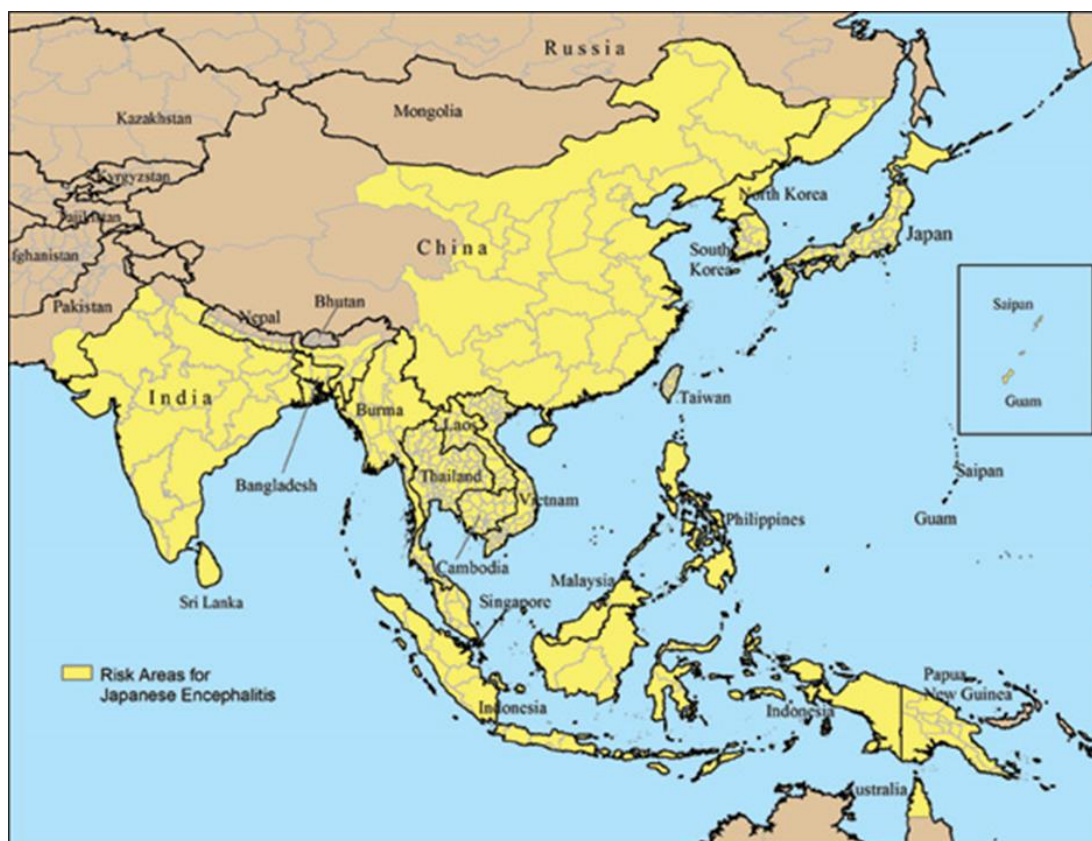 Russia
Kazakhstan
Mongolia
Kyrgyzstan
North Korea
Tajikistan
China
Japan
fghanistan
South
Korea
Pakistan
Bhutan
Nepal
Saipan
India
Burma
Taiwan
Guam
Laos
Thailand
Saipan
Bangladesh
Vietnam
Guam
Philippines
Cambodia
Malaysia
Sri Lanka
Singapore
Risk Areas for
Japanese Encephalitis
Papua
New Guinea
Indonesia
Indonesia
Australia